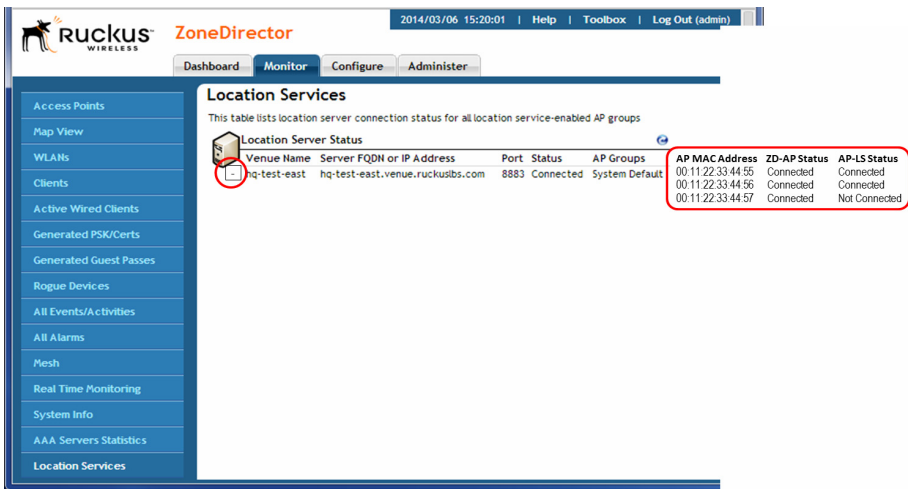 2014/03/06 15:20:01 | Help | Toolbox | Log Out (admin)
Ruckus
WIRELESS
ZoneDirector
Dashboard Monitor Configure Administer
Access Points
Map View
WLANs
Clients
Active Wired Clients
Generated PSK/Certs
Generated Guest Passes
Rogue Devices
All Events/Activities
All Alarms
Mesh
Real Time Monitoring
System Info
AAA Servers Statistics
Location Services
Location Services
This table lists location server connection status for all location service-enabled AP groups
Location Server Status
Venue Name Server FQDN or IP Address Port Status AP Groups
- hq-test-east hq-test-east.venue.ruckuslbs.com 8883 Connected System Default
AP MAC Address ZD-AP Status AP-LS Status
00:11:22:33:44:55 Connected Connected
00:11:22:33:44:56 Connected Connected
00:11:22:33:44:57 Connected Not Connected